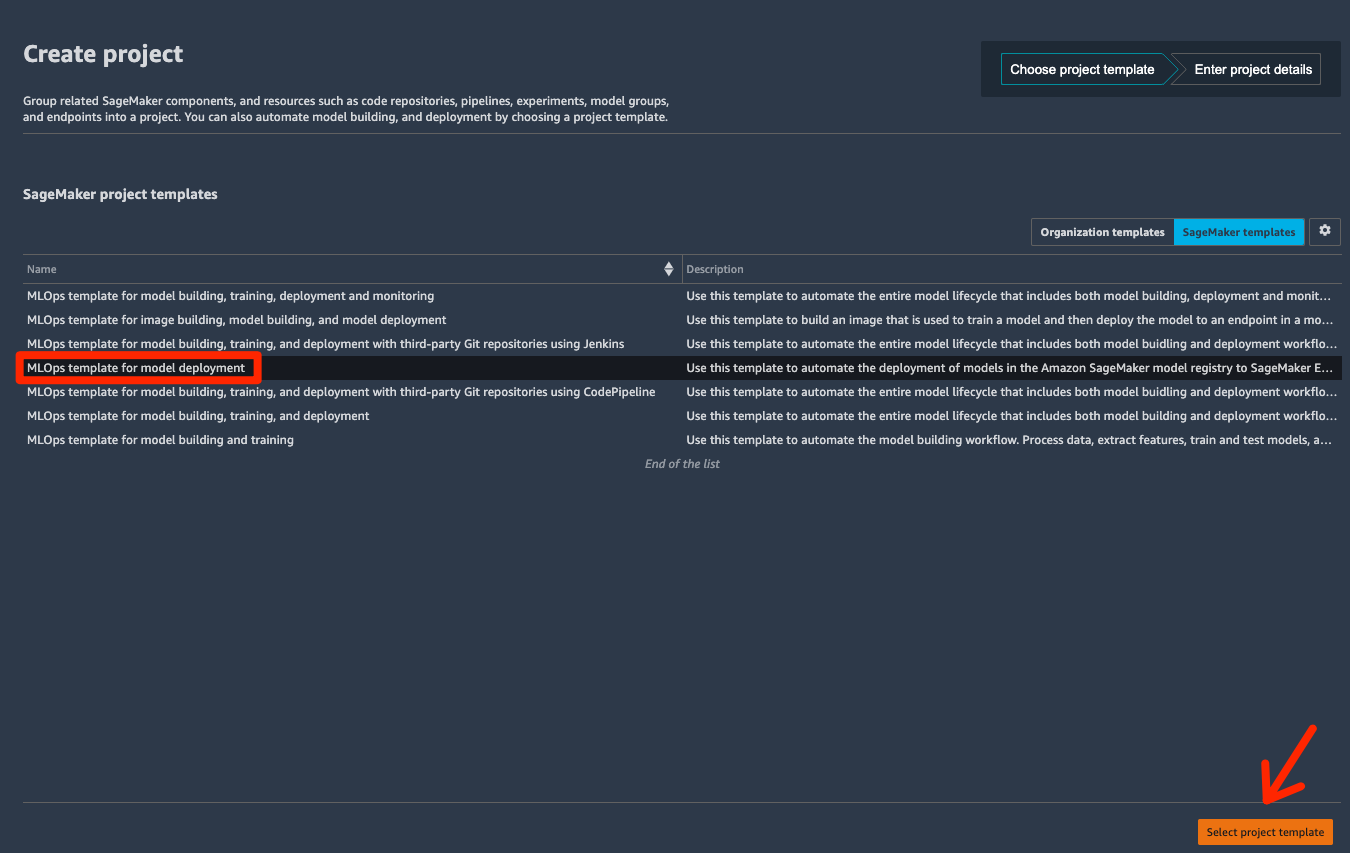 Create project
Choose project template
Enter project details
Group related SageMaker components, and resources such as code repositories, pipelines, experiments, model groups,
and endpoints into a project. You can also automate model building, and deployment by choosing a project template.
SageMaker project templates
Organization templates
SageMaker templates
Name
Description
MLOps template for model building, training, deployment and monitoring
Use this template to automate the entire model lifecycle that includes both model building, deployment and monit...
MLOps template for image building, model building, and model deployment
Use this template to build an image that is used to train a model and then deploy the model to an endpoint in a mo...
MLOps template for model building, training, and deployment with third-party Git repositories using Jenkins
Use this template to automate the entire model lifecycle that includes both model buidling and deployment workflo...
MLOps template for model deployment
Use this template to automate the deployment of models in the Amazon SageMaker model registry to SageMaker E...
MLOps template for model building, training, and deployment with third-party Git repositories using CodePipeline
Use this template to automate the entire model lifecycle that includes both model buidling and deployment workflo...
MLOps template for model building, training, and deployment
Use this template to automate the entire model lifecycle that includes both model buidling and deployment workflo...
MLOps template for model building and training
Use this template to automate the model building workflow. Process data, extract features, train and test models, a...
End of the list
Select project template